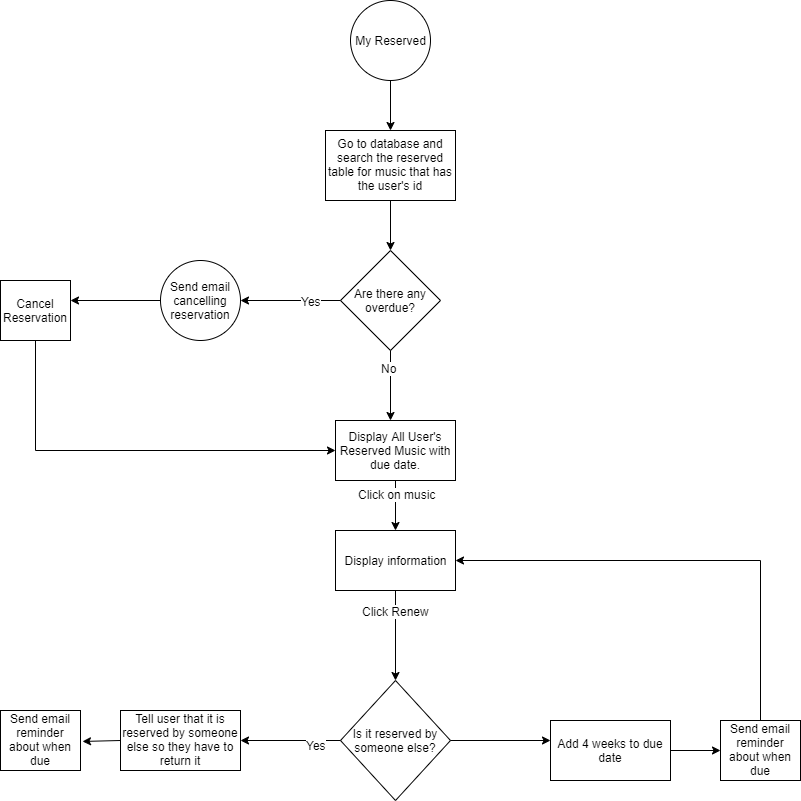 My Reserved
Go to database and
search the reserved
table for music that has
the user's id
Are there any
overdue?
Yes
Send email
cancelling
reservation
Cancel
Reservation
No
Display All User's
Reserved Music with
due date.
Click on music
Display information
Click Renew
Is it reserved by
someone else?
Yes
Tell user that it is
reserved by someone
else so they have to
return it
Send email
reminder
about when
due
Add 4 weeks to due
date
Send email
reminder
about when
due